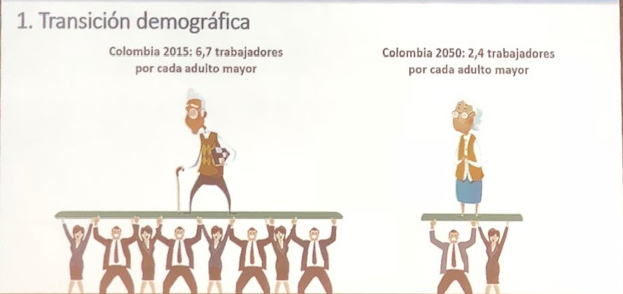 1. Transición demográfica
Colombia 2015: 6,7 trabajadores
por cada adulto mayor
Colombia 2050: 2,4 trabajadores
por cada adulto mayor